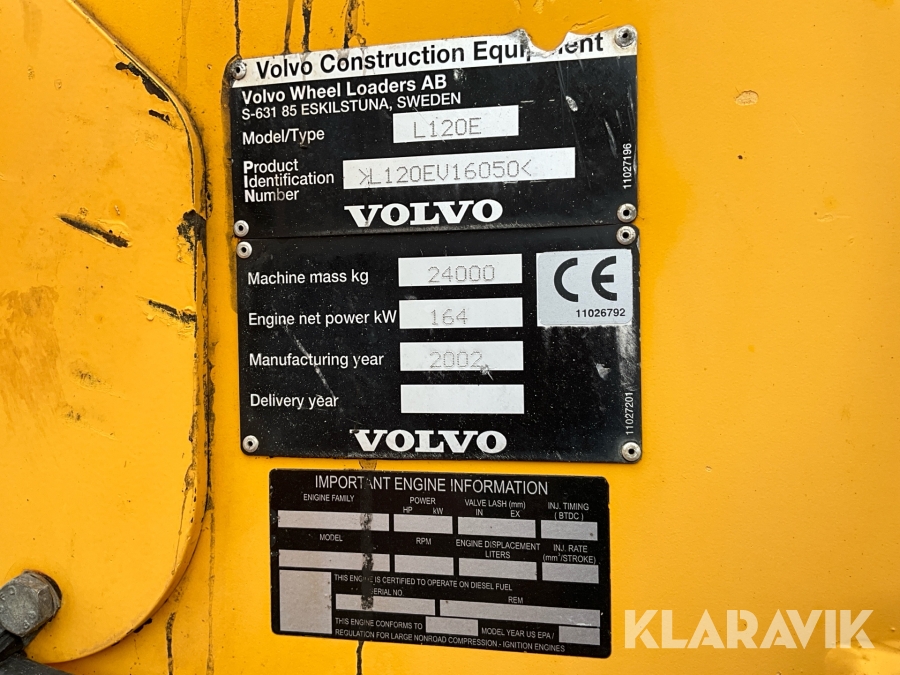 Volvo Construction Equipment
Volvo Wheel Loaders AB
S-631 85 ESKILSTUNA, SWEDEN
Model/Type L120E
Product
Identification >L120EV16050<
Number
VOLVO
11027196
Machine mass kg 24000
Engine net power kW 164
Manufacturing year 2002
Delivery year
VOLVO
CE
11026792
11027201
IMPORTANT ENGINE INFORMATION
ENGINE FAMILY POWER VALVE LASH (mm) INJ. TIMING
HP kW IN EX (BTDC)
MODEL RPM ENGINE DISPLACEMENT INJ. RATE
LITERS (mm³/STROKE)
THIS ENGINE IS CERTIFIED TO OPERATE ON DIESEL FUEL
SERIAL NO. REM
THIS ENGINE CONFORMS TO MODEL YEAR US EPA /
REGULATION FOR LARGE NONROAD COMPRESSION - IGNITION ENGINES
KLARAVIK